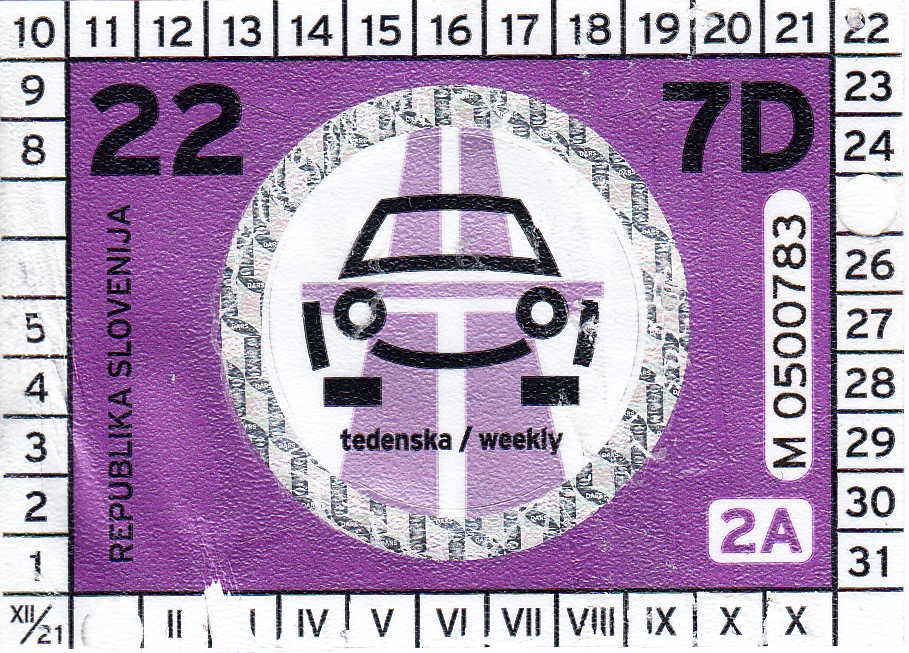 10 11 12 13 14 15 16 17 18 19 20 21 22
9 23
8 24
22 7D
REPUBLIKA SLOVENIJA
M 0500783
26
5 27
4 28
3 29
2 30
1 31
tedenska / weekly
2A
XII/21 II IV V VI VII VIII IX X X